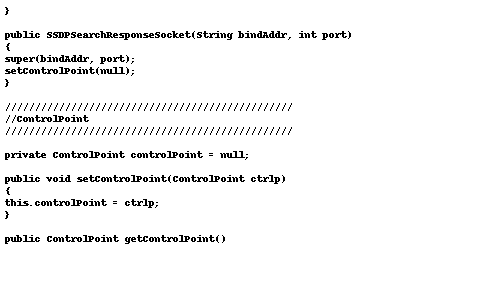 }
public SSDPSearchResponseSocket(String bindAddr, int port)
{
super(bindAddr, port);
setControlPoint(null);
}
////////////////////////////////////////////////
//ControlPoint
////////////////////////////////////////////////
private ControlPoint controlPoint = null;
public void setControlPoint(ControlPoint ctrlp)
{
this.controlPoint = ctrlp;
}
public ControlPoint getControlPoint()